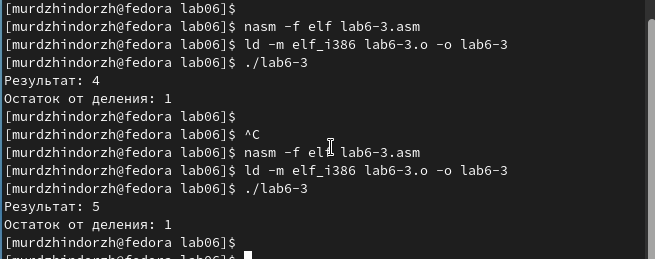 [murdzhindorzh@fedora lab06]$
[murdzhindorzh@fedora lab06]$ nasm -f elf lab6-3.asm
[murdzhindorzh@fedora lab06]$ ld -m elf_i386 lab6-3.o -o lab6-3
[murdzhindorzh@fedora lab06]$ ./lab6-3
Результат: 4
Остаток от деления: 1
[murdzhindorzh@fedora lab06]$
[murdzhindorzh@fedora lab06]$ ^C
[murdzhindorzh@fedora lab06]$ nasm -f elf lab6-3.asm
[murdzhindorzh@fedora lab06]$ ld -m elf_i386 lab6-3.o -o lab6-3
[murdzhindorzh@fedora lab06]$ ./lab6-3
Результат: 5
Остаток от деления: 1
[murdzhindorzh@fedora lab06]$